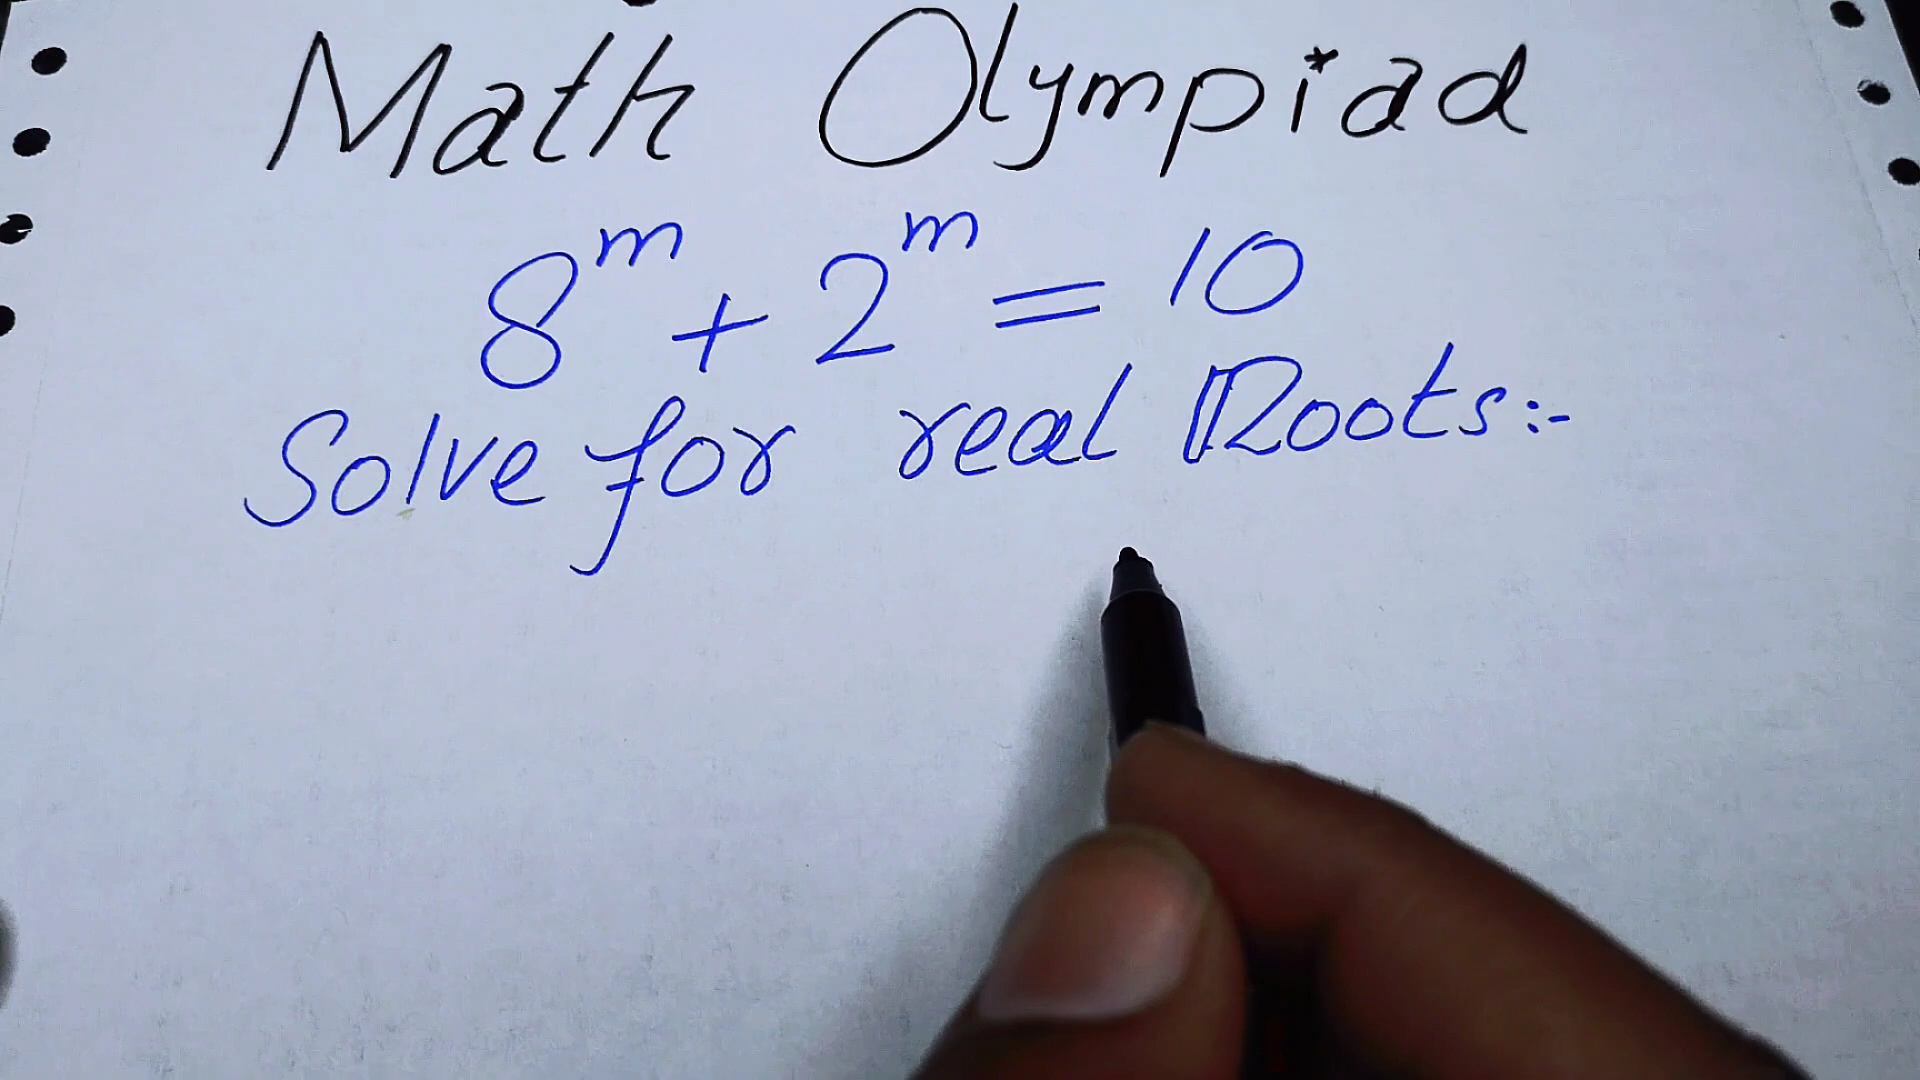 Math Olympiad
8^m + 2^m = 10
Solve for real Roots:-